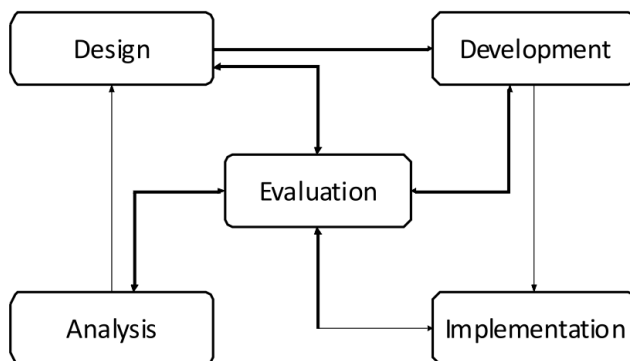 Design
Development
Evaluation
Analysis
Implementation